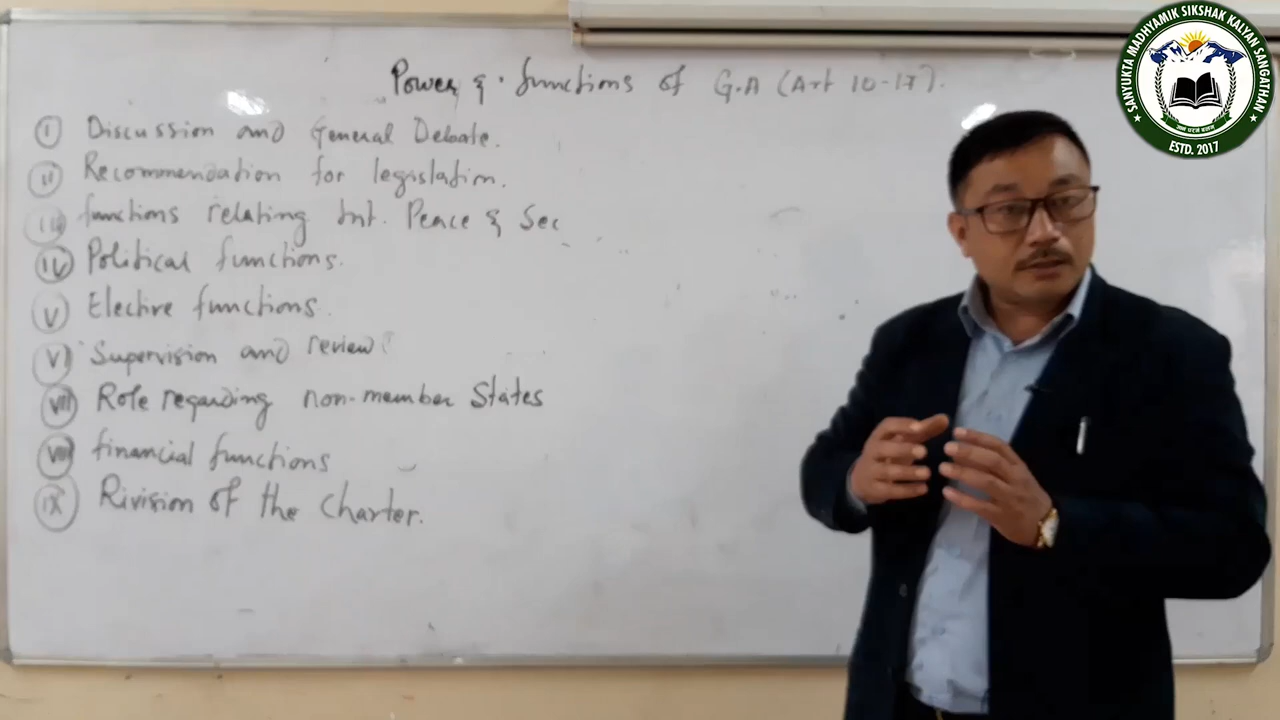 Power & functions of G.A (Art 10-17).
I Discussion and General Debate.
II Recommendation for legislation.
III functions relating Int. Peace & Sec
IV Political functions.
V Elective functions.
VI Supervision and review
VII Role regarding non-member States
VIII financial functions
IX Rivision of the Charter.
SANYUKTA MADHYAMIK SIKSHAK KALYAN SANGATHAN
ESTD. 2017